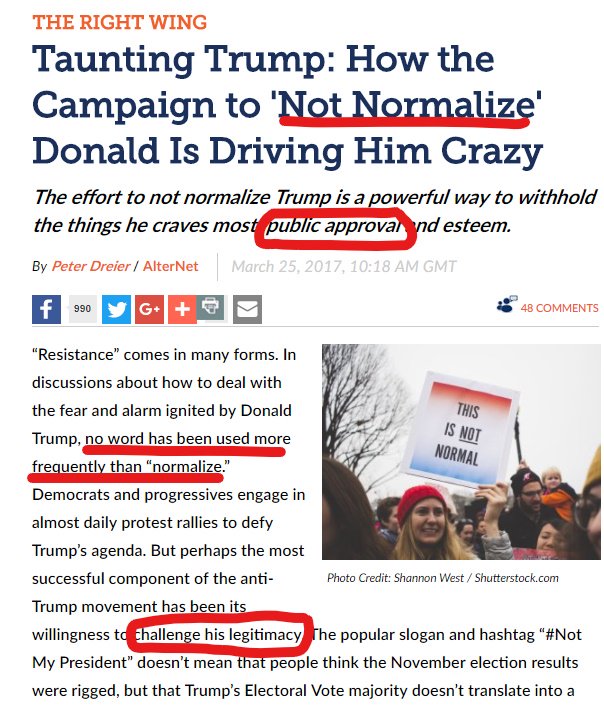 THE RIGHT WING
Taunting Trump: How the
Campaign to 'Not Normalize'
Donald Is Driving Him Crazy
The effort to not normalize Trump is a powerful way to withhold
the things he craves most public approval and esteem.
By Peter Dreier / AlterNet
March 25, 2017, 10:18 AM GMT
f 990 G+ +
48 COMMENTS
“Resistance” comes in many forms. In
discussions about how to deal with
the fear and alarm ignited by Donald
Trump, no word has been used more
frequently than “normalize.”
Democrats and progressives engage in
almost daily protest rallies to defy
Trump’s agenda. But perhaps the most
successful component of the anti-
Trump movement has been its
willingness to challenge his legitimacy. The popular slogan and hashtag “#Not
My President” doesn’t mean that people think the November election results
were rigged, but that Trump’s Electoral Vote majority doesn’t translate into a
THIS
IS NOT
NORMAL
Photo Credit: Shannon West / Shutterstock.com